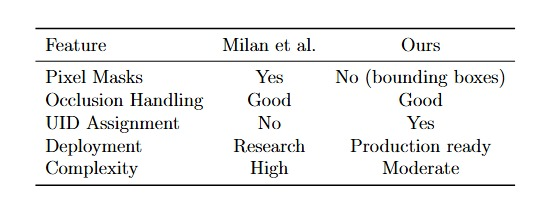 Feature Milan et al. Ours
Pixel Masks Yes No (bounding boxes)
Occlusion Handling Good Good
UID Assignment No Yes
Deployment Research Production ready
Complexity High Moderate